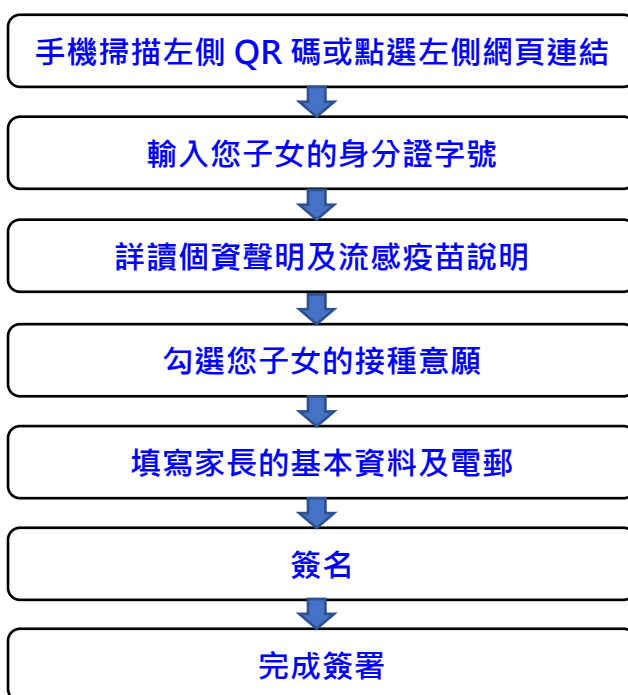 手機掃描左側 QR 碼或點選左側網頁連結
輸入您子女的身分證字號
詳讀個資聲明及流感疫苗說明
勾選您子女的接種意願
填寫家長的基本資料及電郵
簽名
完成簽署